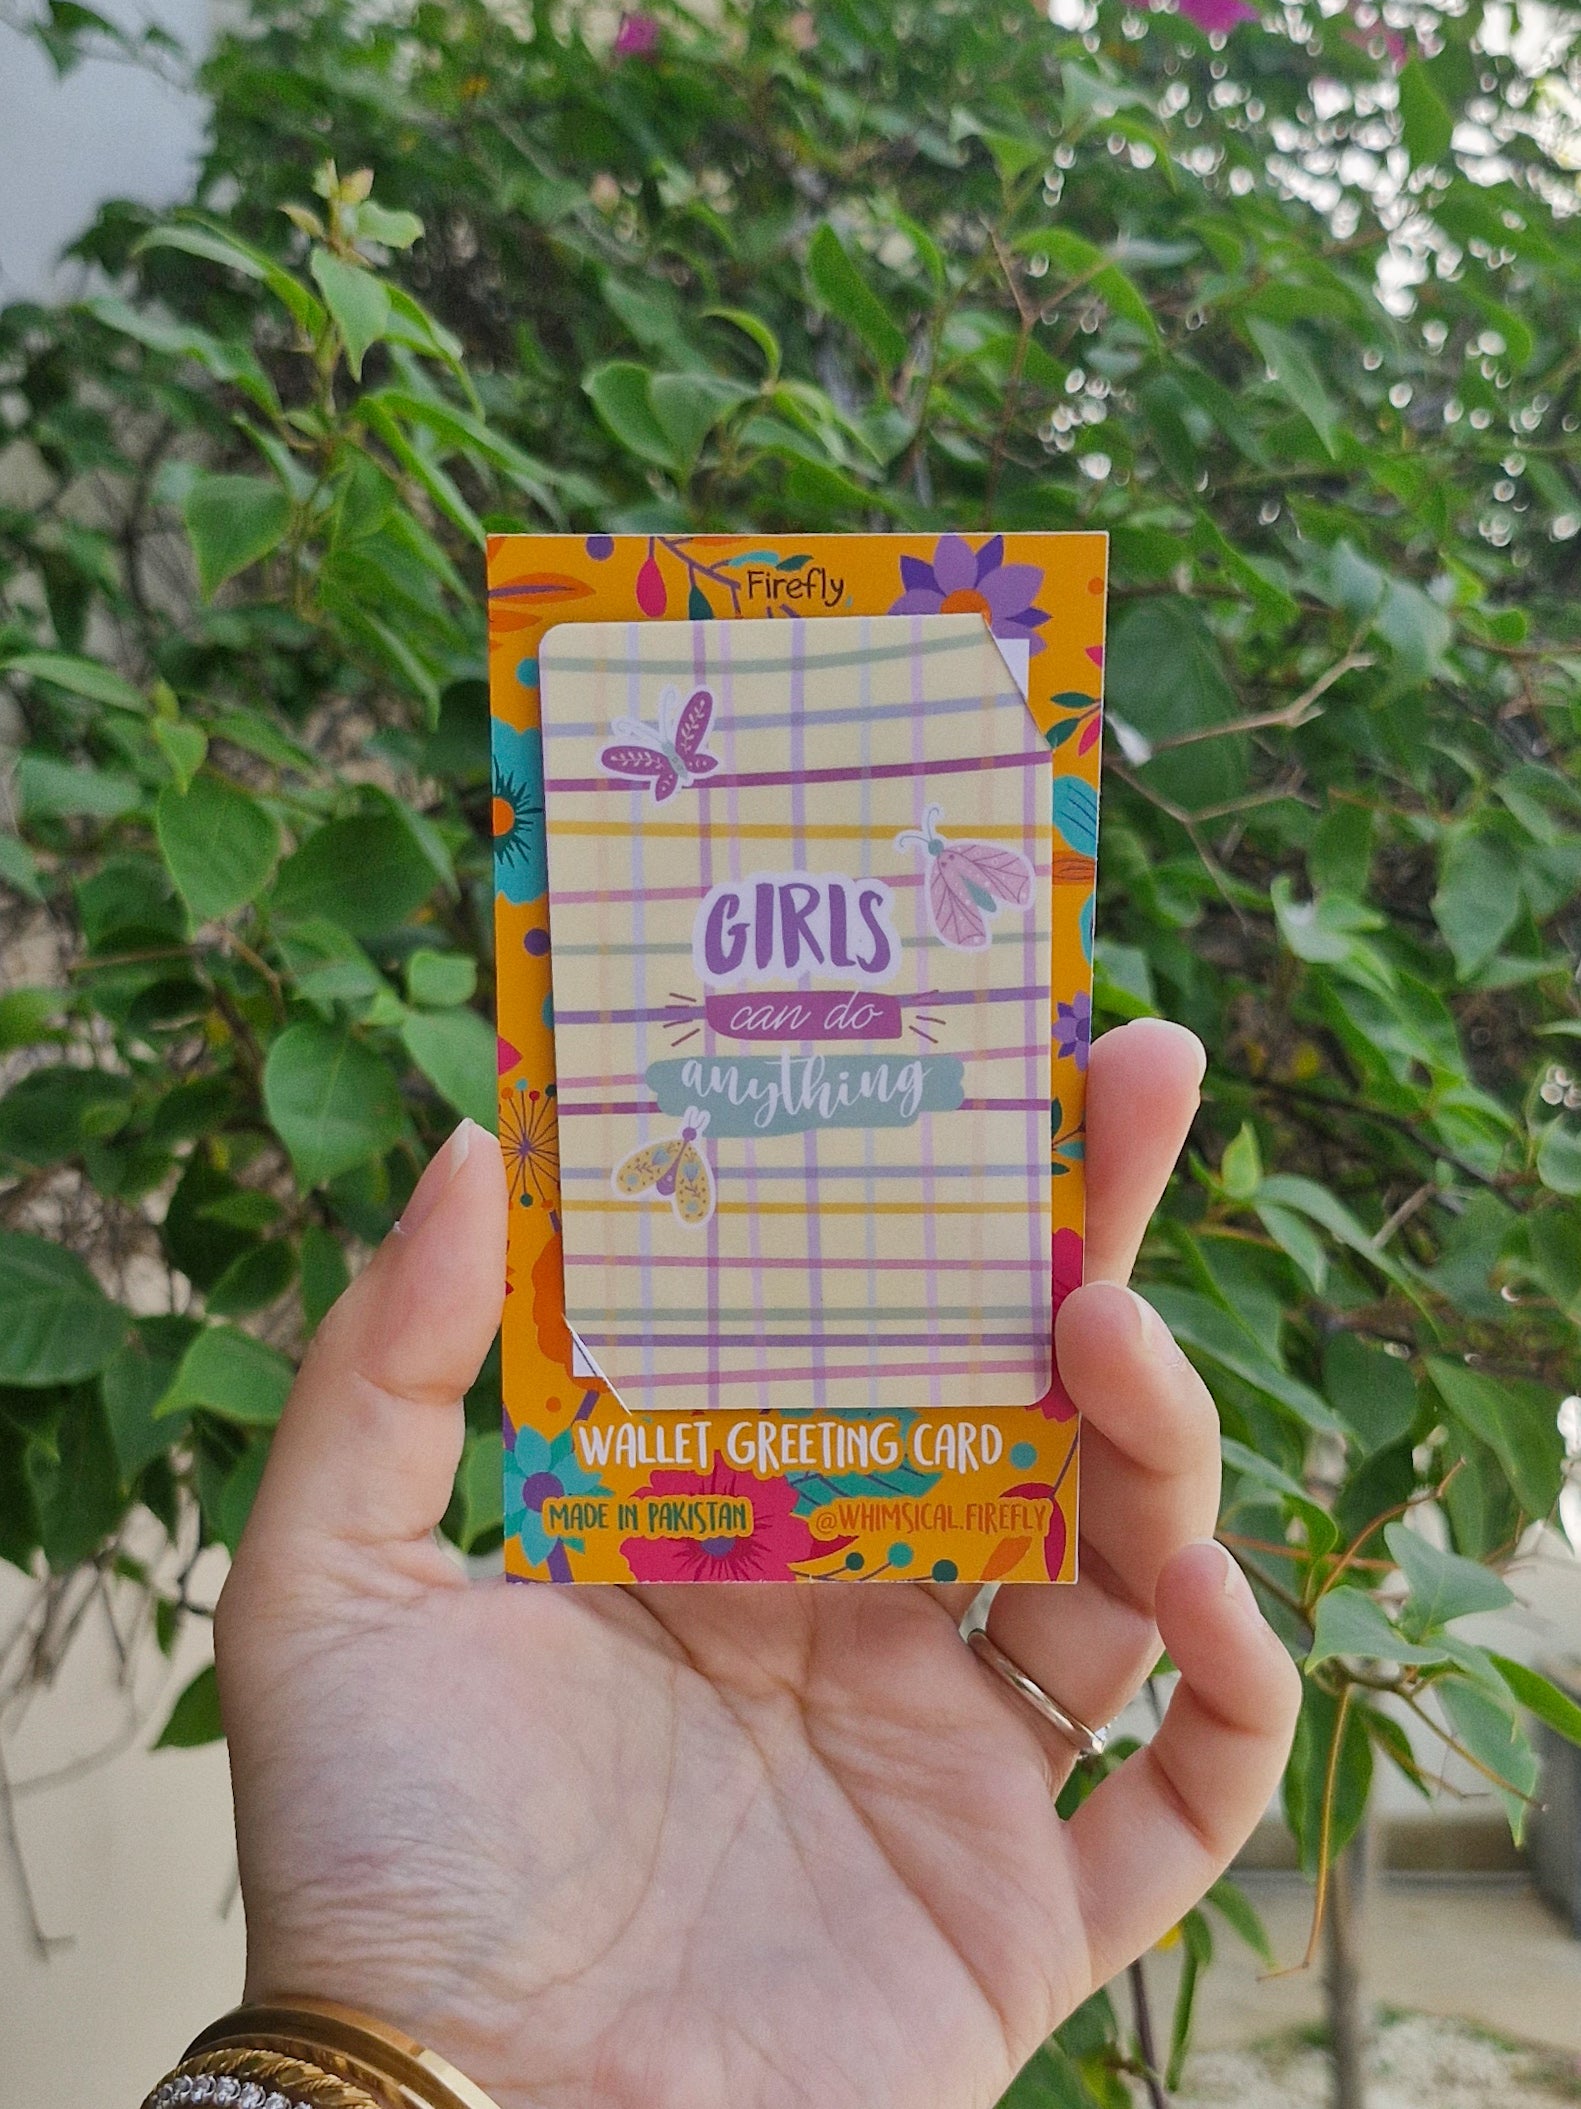 Firefly
GIRLS
can do
anything
WALLET GREETING CARD
MADE IN PAKISTAN
@WHIMSICAL.FIREFLY